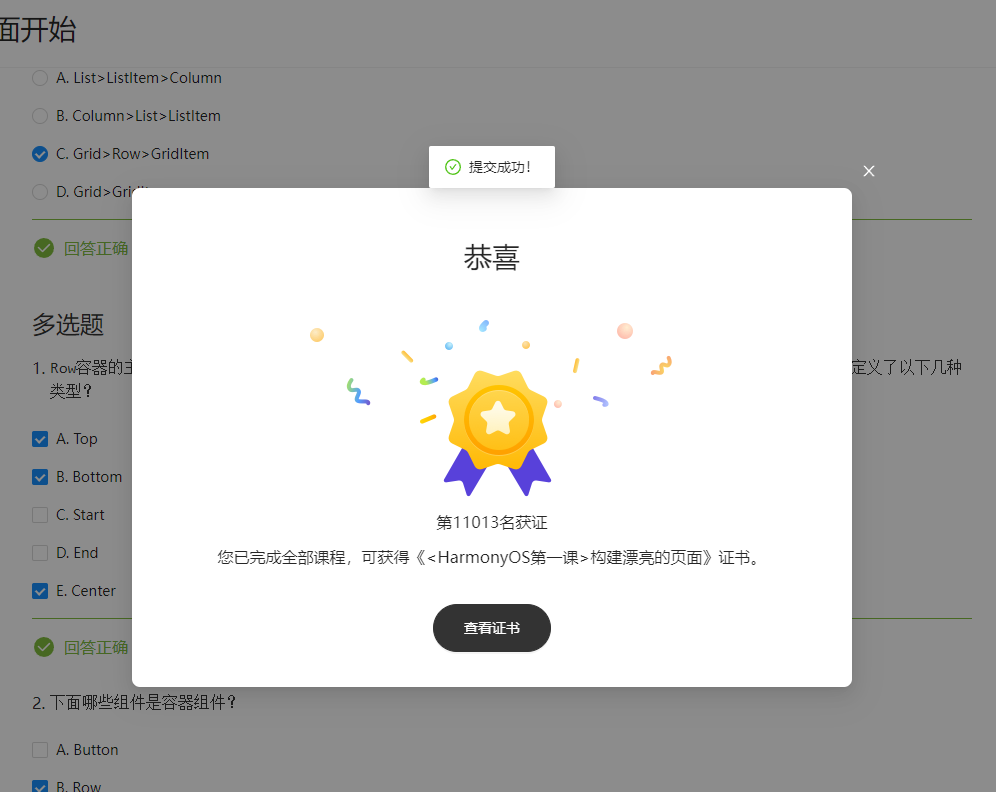 面开始
A. List>ListItem>Column
B. Column>List>ListItem
C. Grid>Row>GridItem
提交成功！
D. Grid>Grid
回答正确
恭喜
多选题
1. Row容器的主
定义了以下几种
类型？
A. Top
B. Bottom
C. Start
第11013名获证
D. End
您已完成全部课程，可获得《<HarmonyOS第一课>构建漂亮的页面》证书。
E. Center
查看证书
回答正确
2. 下面哪些组件是容器组件？
A. Button
B. Row